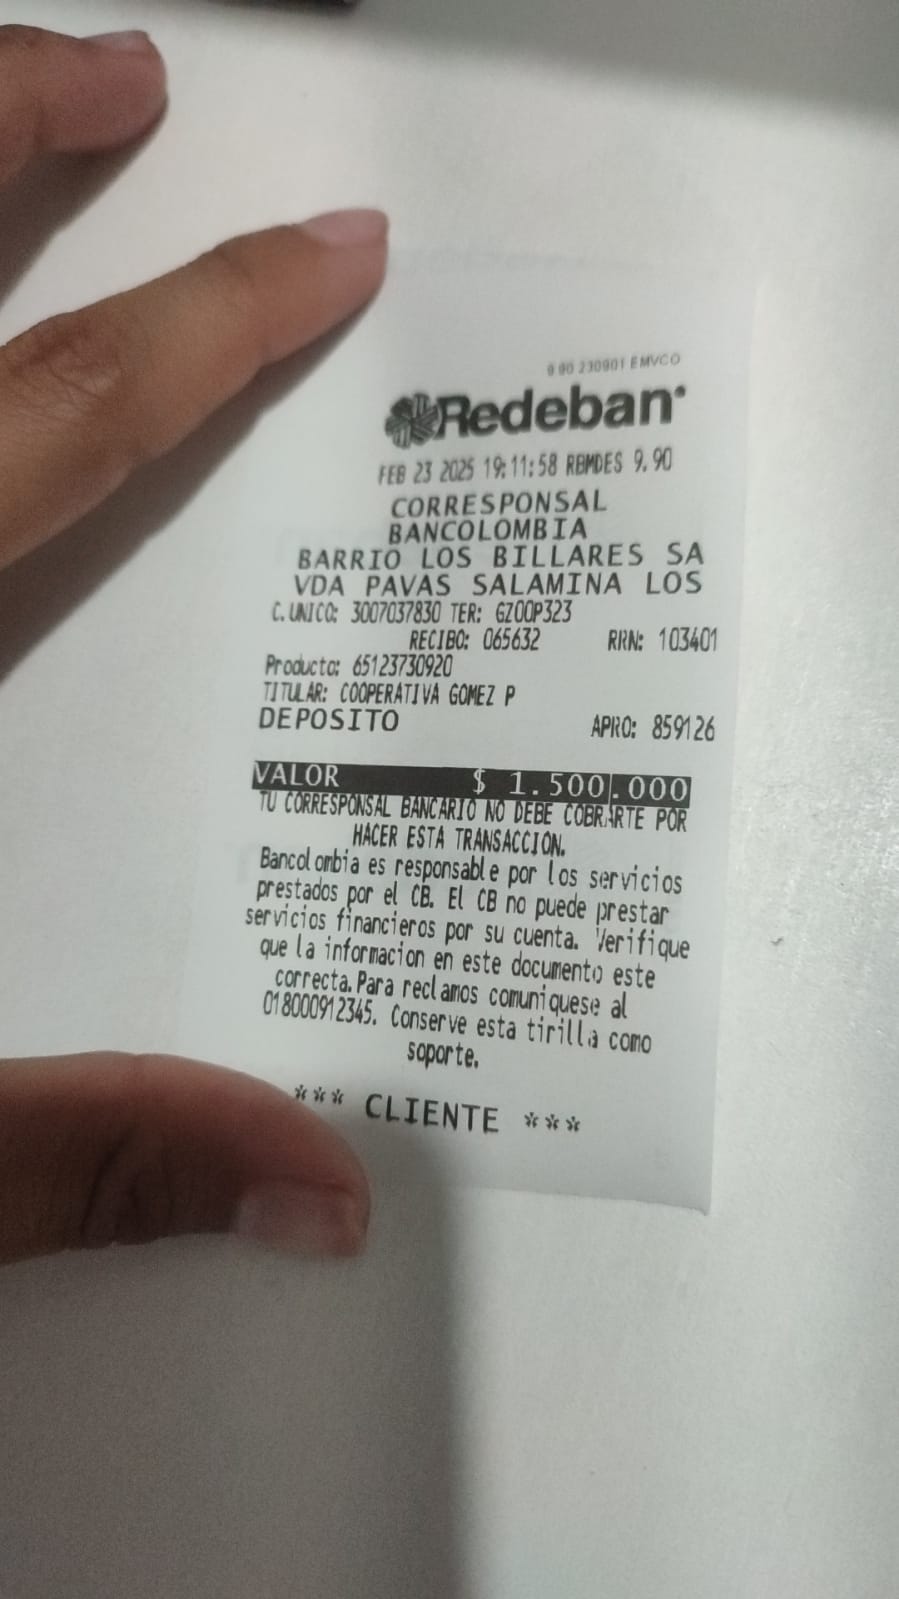 9.90 230901 EMVCO
Redeban
FEB 23 2025 19:11:58 RBMDES 9.90
CORRESPONSAL
BANCOLOMBIA
BARRIO LOS BILLARES SA
VDA PAVAS SALAMINA LOS
C.UNICO: 3007037830 TER: GZ00P323
RECIBO: 065632 RRN: 103401
Producto: 65123730920
TITULAR: COOPERATIVA GOMEZ P
DEPOSITO APRO: 859126
VALOR $ 1.500.000
TU CORRESPONSAL BANCARIO NO DEBE COBRARTE POR
HACER ESTA TRANSACCION.
Bancolombia es responsable por los servicios
prestados por el CB. El CB no puede prestar
servicios financieros por su cuenta. Verifique
que la informacion en este documento este
correcta. Para reclamos comuniquese al
018000912345. Conserve esta tirilla como
soporte.
*** CLIENTE ***